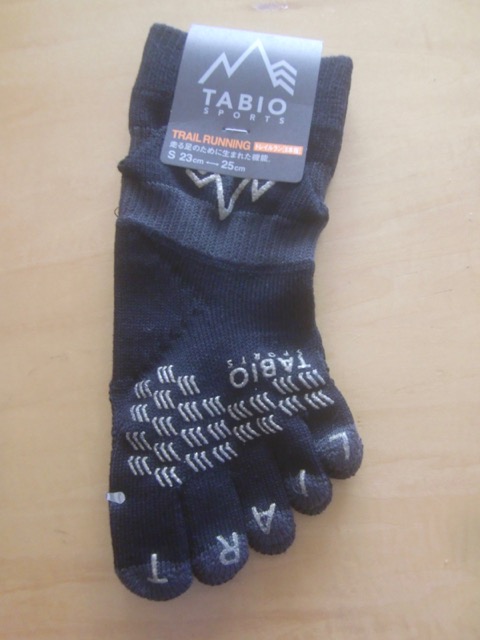 TABIO
SPORTS
TRAIL RUNNING
走る足のために生まれた機能。
S 23cm ⟷ 25cm
TABIO
SPORTS
T R A I L